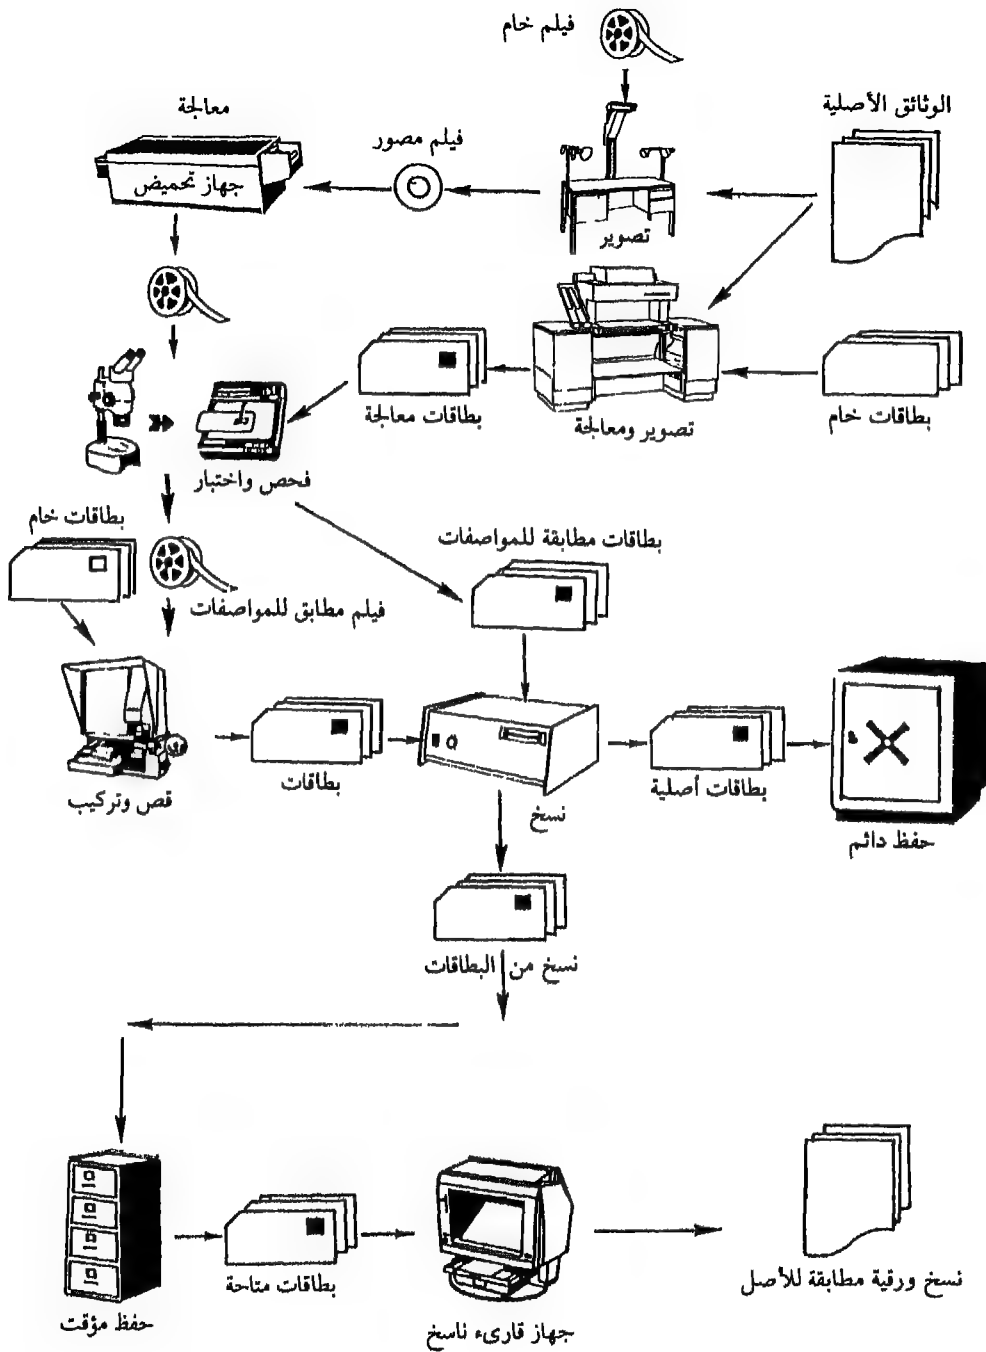 فيلم خام
الوثائق الأصلية
معالجة
فيلم مصور
جهاز تحميض
تصوير
بطاقات خام
تصوير ومعالجة
بطاقات معالجة
فحص واختبار
بطاقات خام
بطاقات مطابقة للمواصفات
فيلم مطابق للمواصفات
بطاقات أصلية
بطاقات
قص وتركيب
نسخ
حفظ دائم
نسخ من البطاقات
نسخ ورقية مطابقة للأصل
بطاقات متاحة
جهاز قارىء ناسخ
حفظ مؤقت